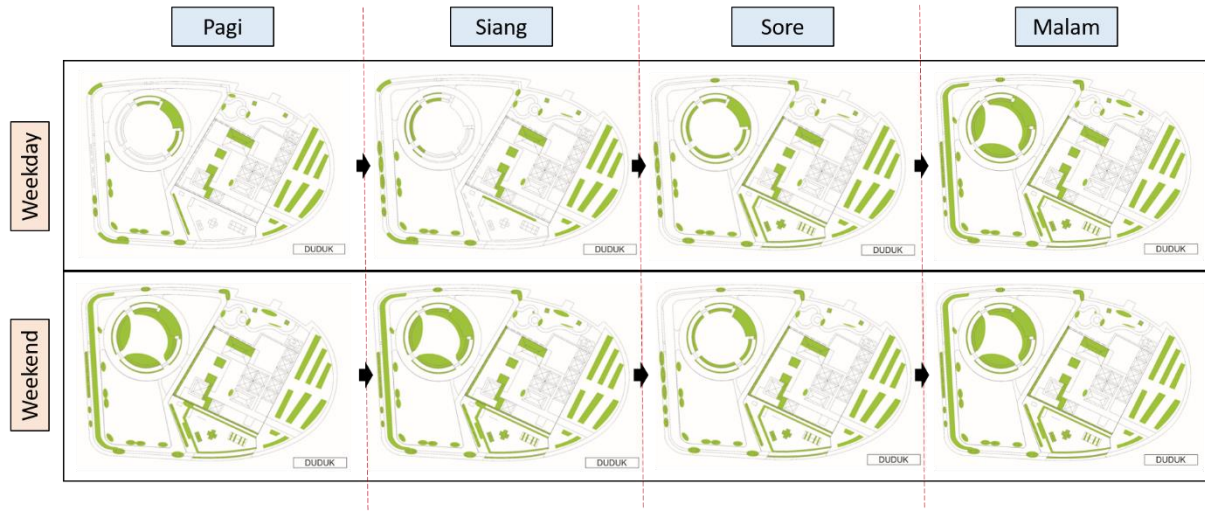 Pagi
Siang
Sore
Malam
Weekday
DUDUK
DUDUK
DUDUK
DUDUK
Weekend
DUDUK
DUDUK
DUDUK
DUDUK